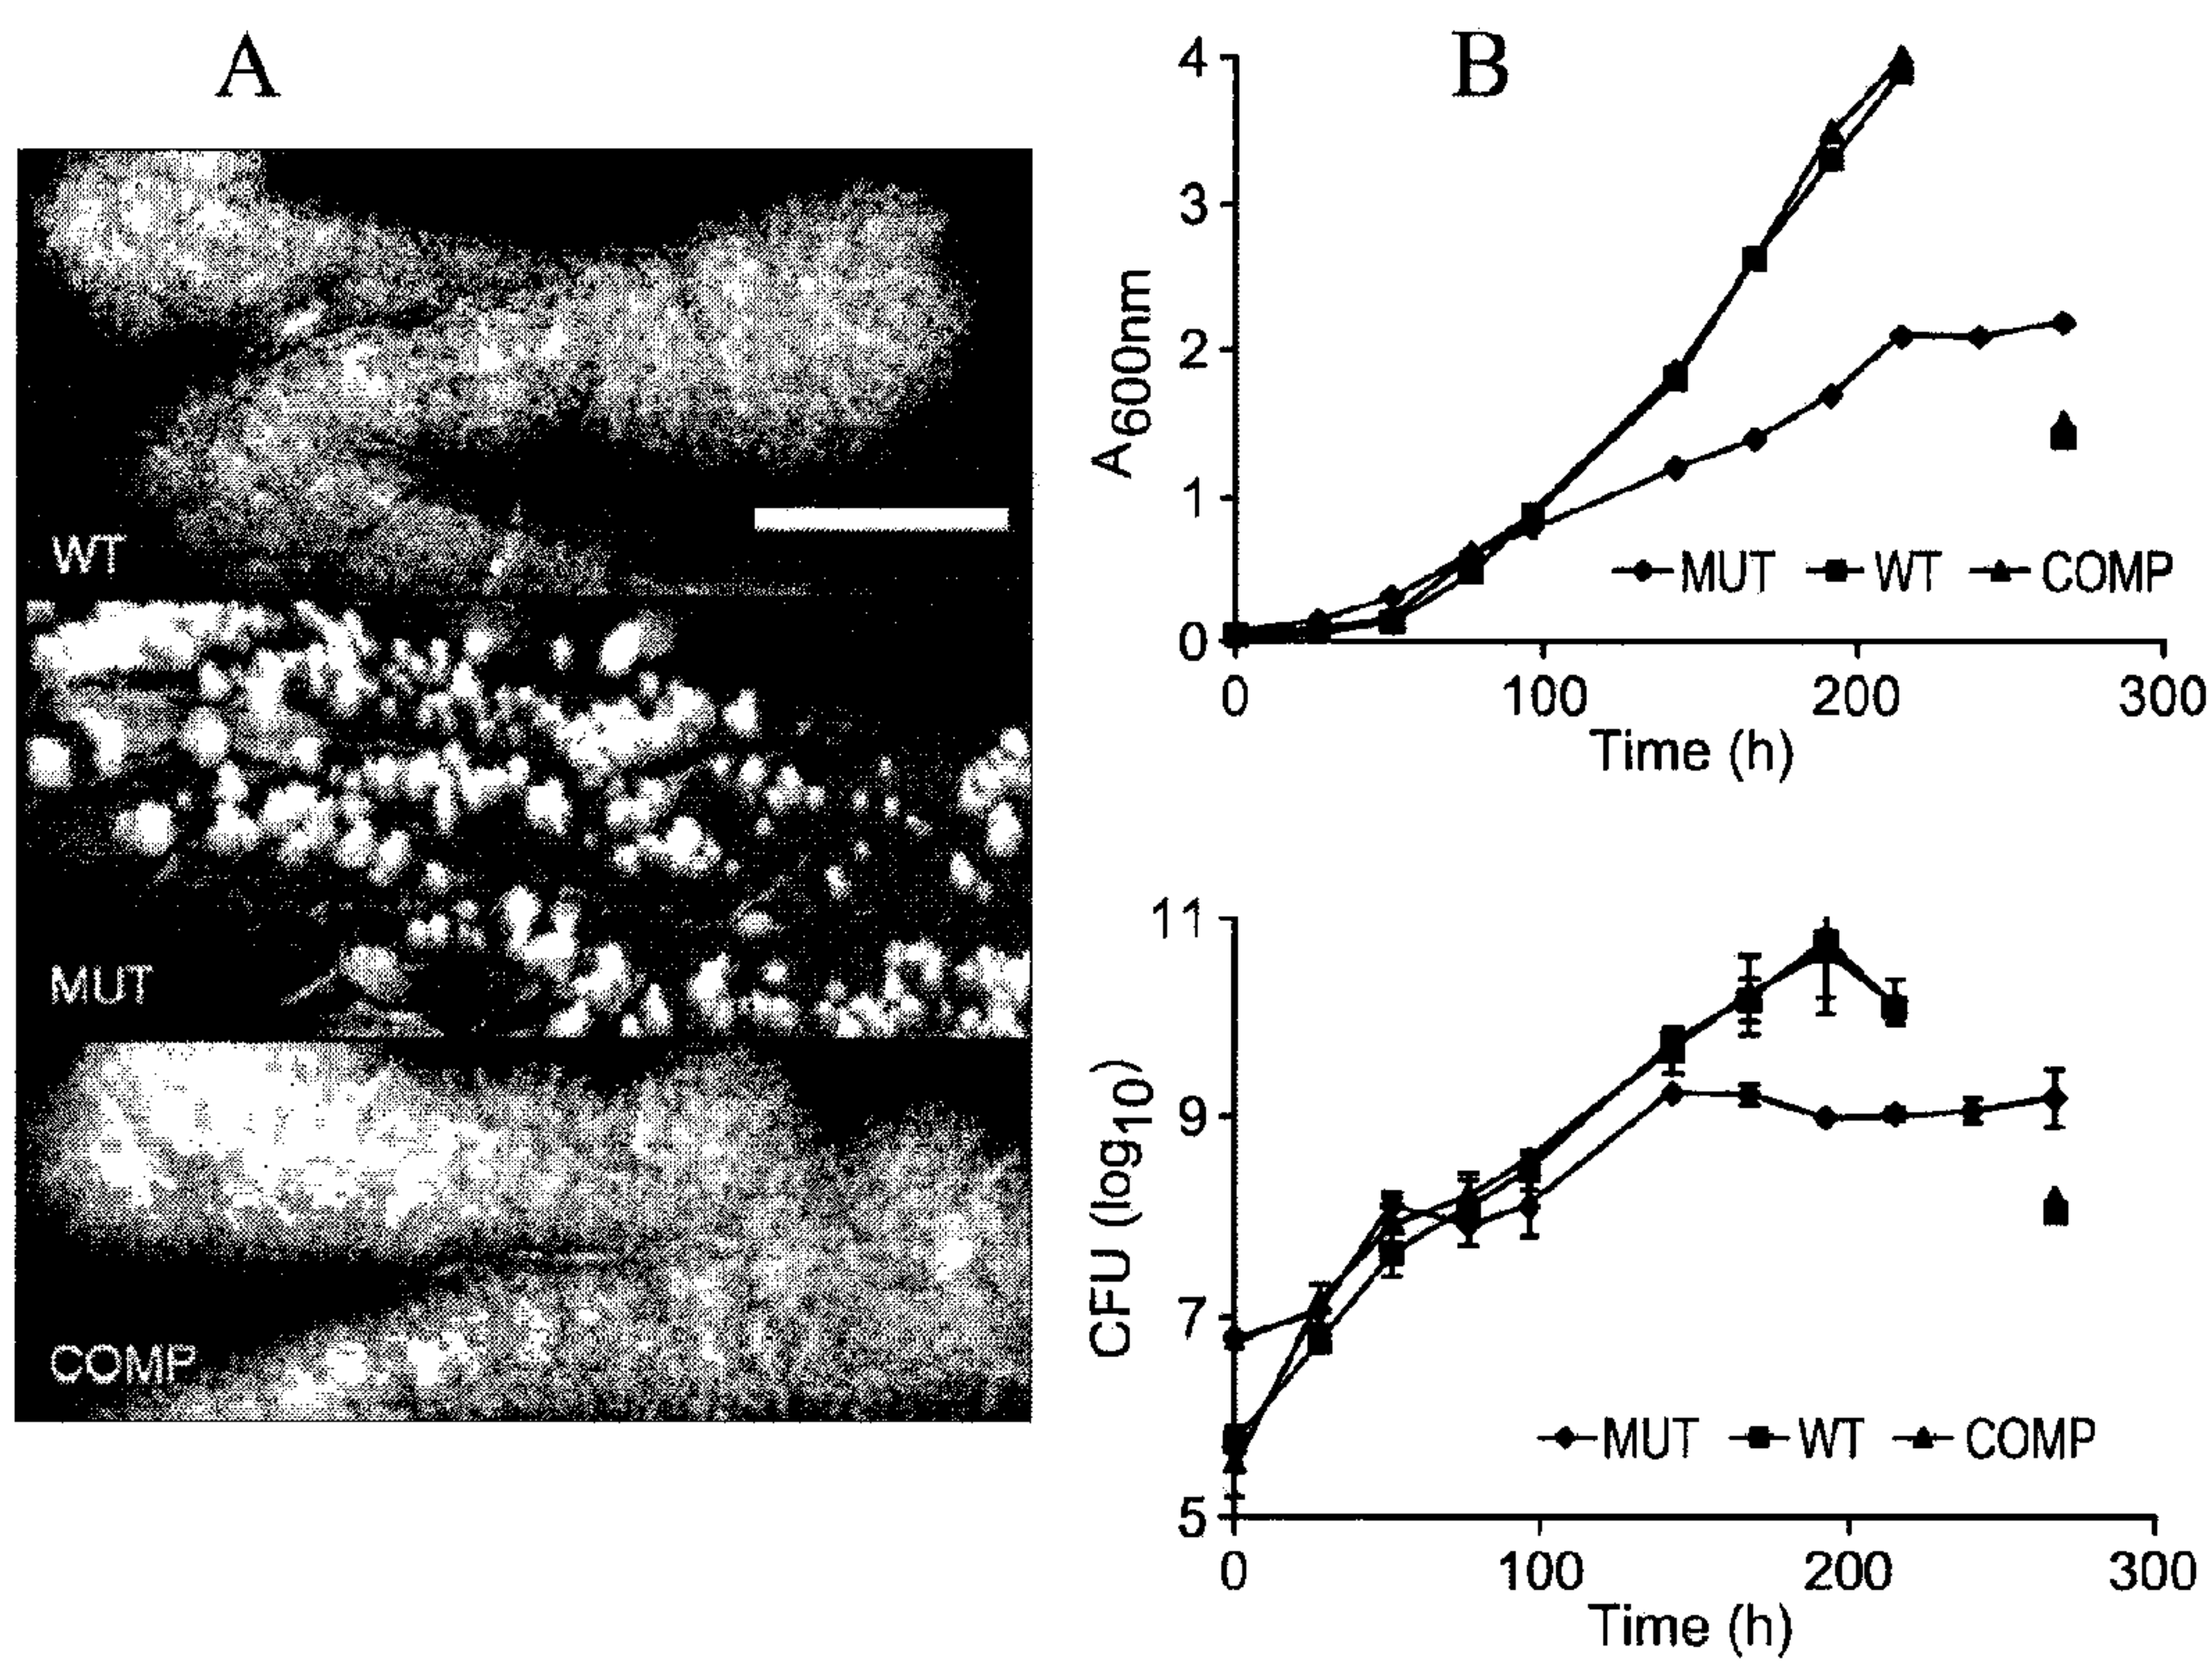 A
WT
MUT
COMP
B
4
3
2
1
0
A600nm
0 100 200 300
Time (h)
MUT WT COMP
11
9
7
5
CFU (log10)
0 100 200 300
Time (h)
MUT WT COMP